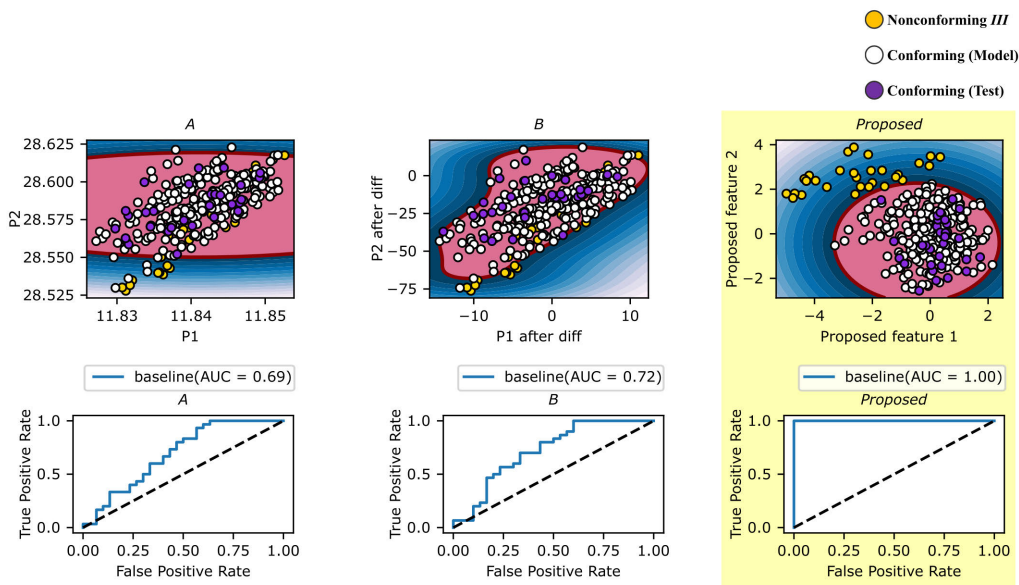 Nonconforming III
Conforming (Model)
Conforming (Test)
A
28.625
28.600
28.575
28.550
28.525
P2
11.83 11.84 11.85
P1
B
0
−25
−50
−75
P2 after diff
−10 0 10
P1 after diff
Proposed
4
2
0
−2
Proposed feature 2
−4 −2 0 2
Proposed feature 1
baseline(AUC = 0.69)
A
1.0
0.5
0.0
True Positive Rate
0.00 0.25 0.50 0.75 1.00
False Positive Rate
baseline(AUC = 0.72)
B
1.0
0.5
0.0
True Positive Rate
0.00 0.25 0.50 0.75 1.00
False Positive Rate
baseline(AUC = 1.00)
Proposed
1.0
0.5
0.0
True Positive Rate
0.00 0.25 0.50 0.75 1.00
False Positive Rate